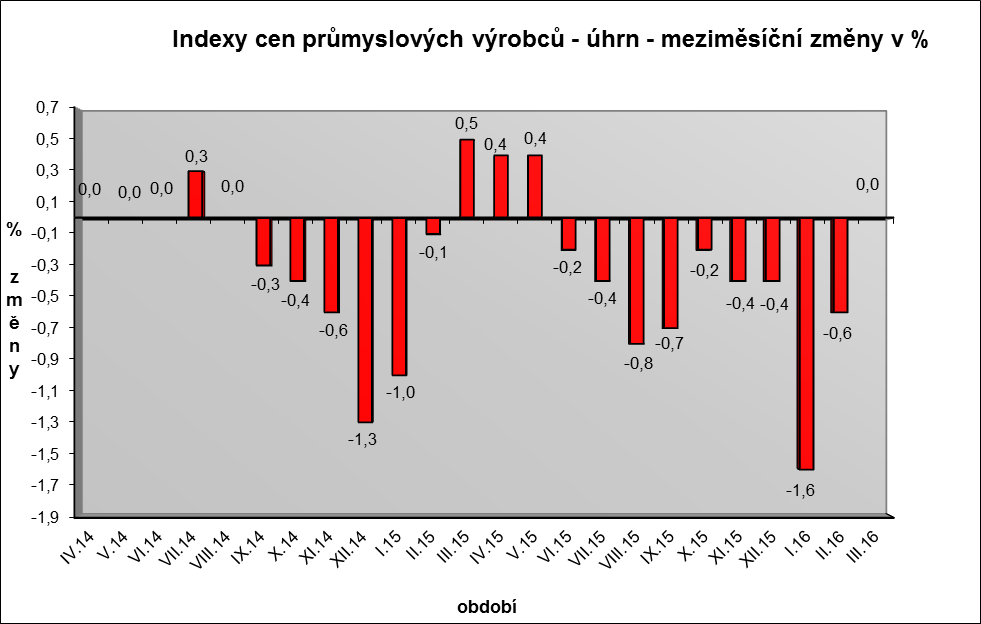 Indexy cen průmyslových výrobců - úhrn - meziměsíční změny v %
0,7
0,5
0,3
0,1
-0,1
-0,3
-0,5
-0,7
-0,9
-1,1
-1,3
-1,5
-1,7
-1,9
% změny
0,0
0,0
0,0
0,3
0,0
-0,3
-0,4
-0,6
-1,3
-1,0
-0,1
0,5
0,4
0,4
-0,2
-0,4
-0,8
-0,7
-0,2
-0,4
-0,4
-1,6
-0,6
0,0
IV.14
V.14
VI.14
VII.14
VIII.14
IX.14
X.14
XI.14
XII.14
I.15
II.15
III.15
IV.15
V.15
VI.15
VII.15
VIII.15
IX.15
X.15
XI.15
XII.15
I.16
II.16
III.16
období